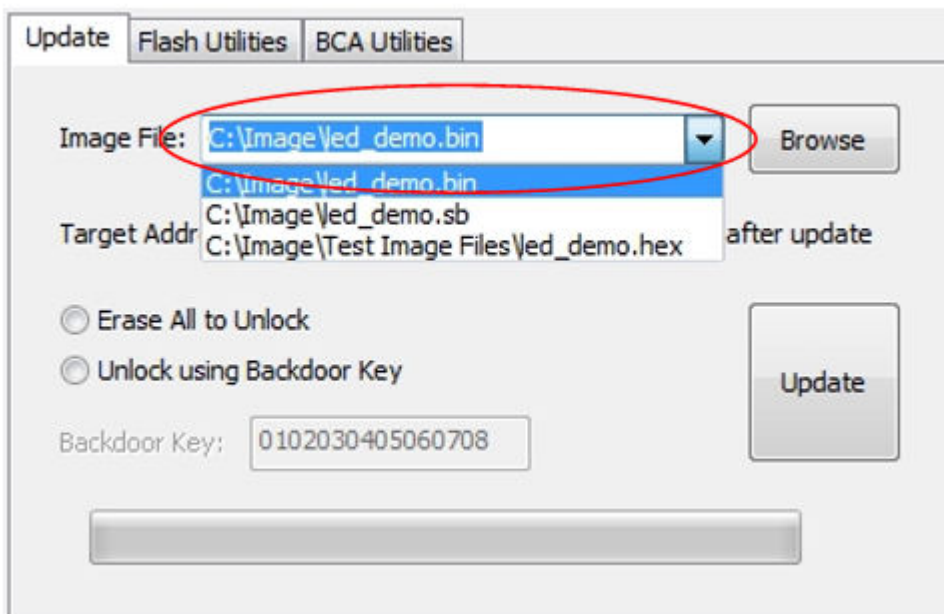 Update Flash Utilities BCA Utilities
Image File: C:\Image\led_demo.bin Browse
C:\Image\led_demo.bin
C:\Image\led_demo.sb
Target Addr after update
C:\Image\Test Image Files\led_demo.hex
Erase All to Unlock
Unlock using Backdoor Key
Update
Backdoor Key: 0102030405060708